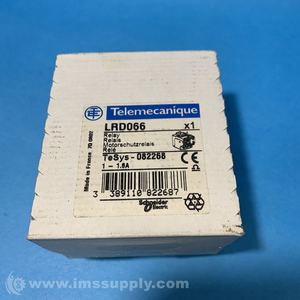 Telemecanique
LRD066 x1
Relay
Relais
Motorschutzrelais
Relé
TeSys - 082268
1 - 1.6A
Made in France
3 389110 822687
Schneider
Electric
© www.imssupply.com